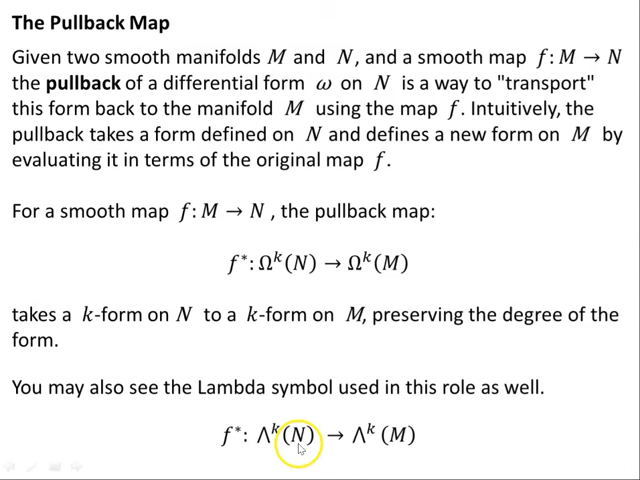 The Pullback Map
Given two smooth manifolds M and N, and a smooth map f: M → N
the pullback of a differential form ω on N is a way to "transport"
this form back to the manifold M using the map f. Intuitively, the
pullback takes a form defined on N and defines a new form on M by
evaluating it in terms of the original map f.
For a smooth map f: M → N , the pullback map:
f*: Ωᵏ(N) → Ωᵏ(M)
takes a k-form on N to a k-form on M, preserving the degree of the
form.
You may also see the Lambda symbol used in this role as well.
f*: Λᵏ(N) → Λᵏ (M)